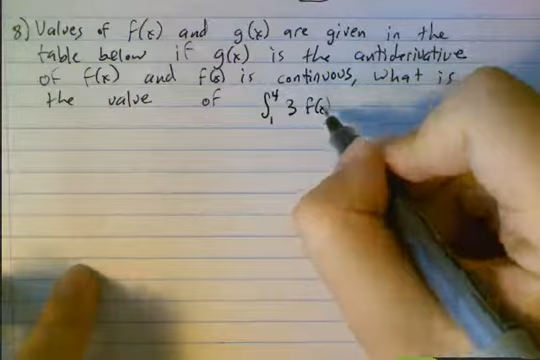 8) Values of f(x) and g(x) are given in the
table below if g(x) is the antiderivative
of f(x) and f(x) is continuous, what is
the value of ∫₁⁴ 3 f(x)